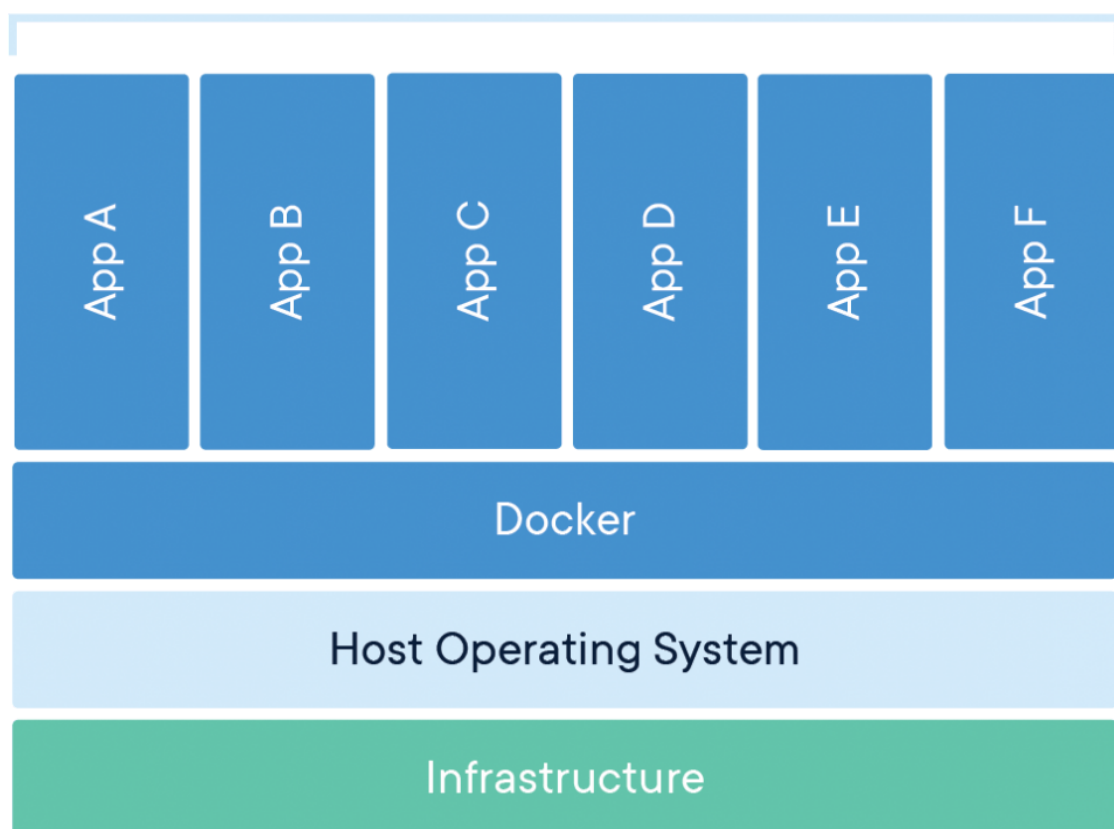 App A
App B
App C
App D
App E
App F
Docker
Host Operating System
Infrastructure